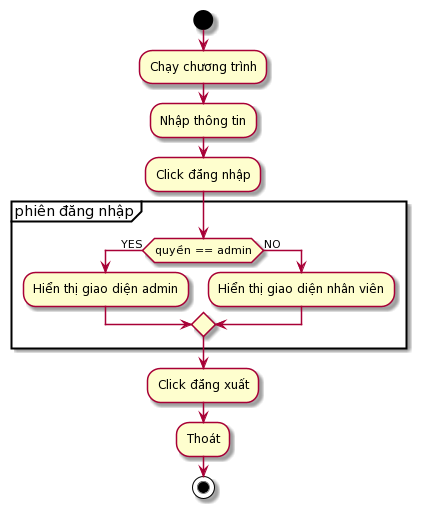 Chạy chương trình
Nhập thông tin
Click đăng nhập
phiên đăng nhập
YES
quyền == admin
NO
Hiển thị giao diện admin
Hiển thị giao diện nhân viên
Click đăng xuất
Thoát